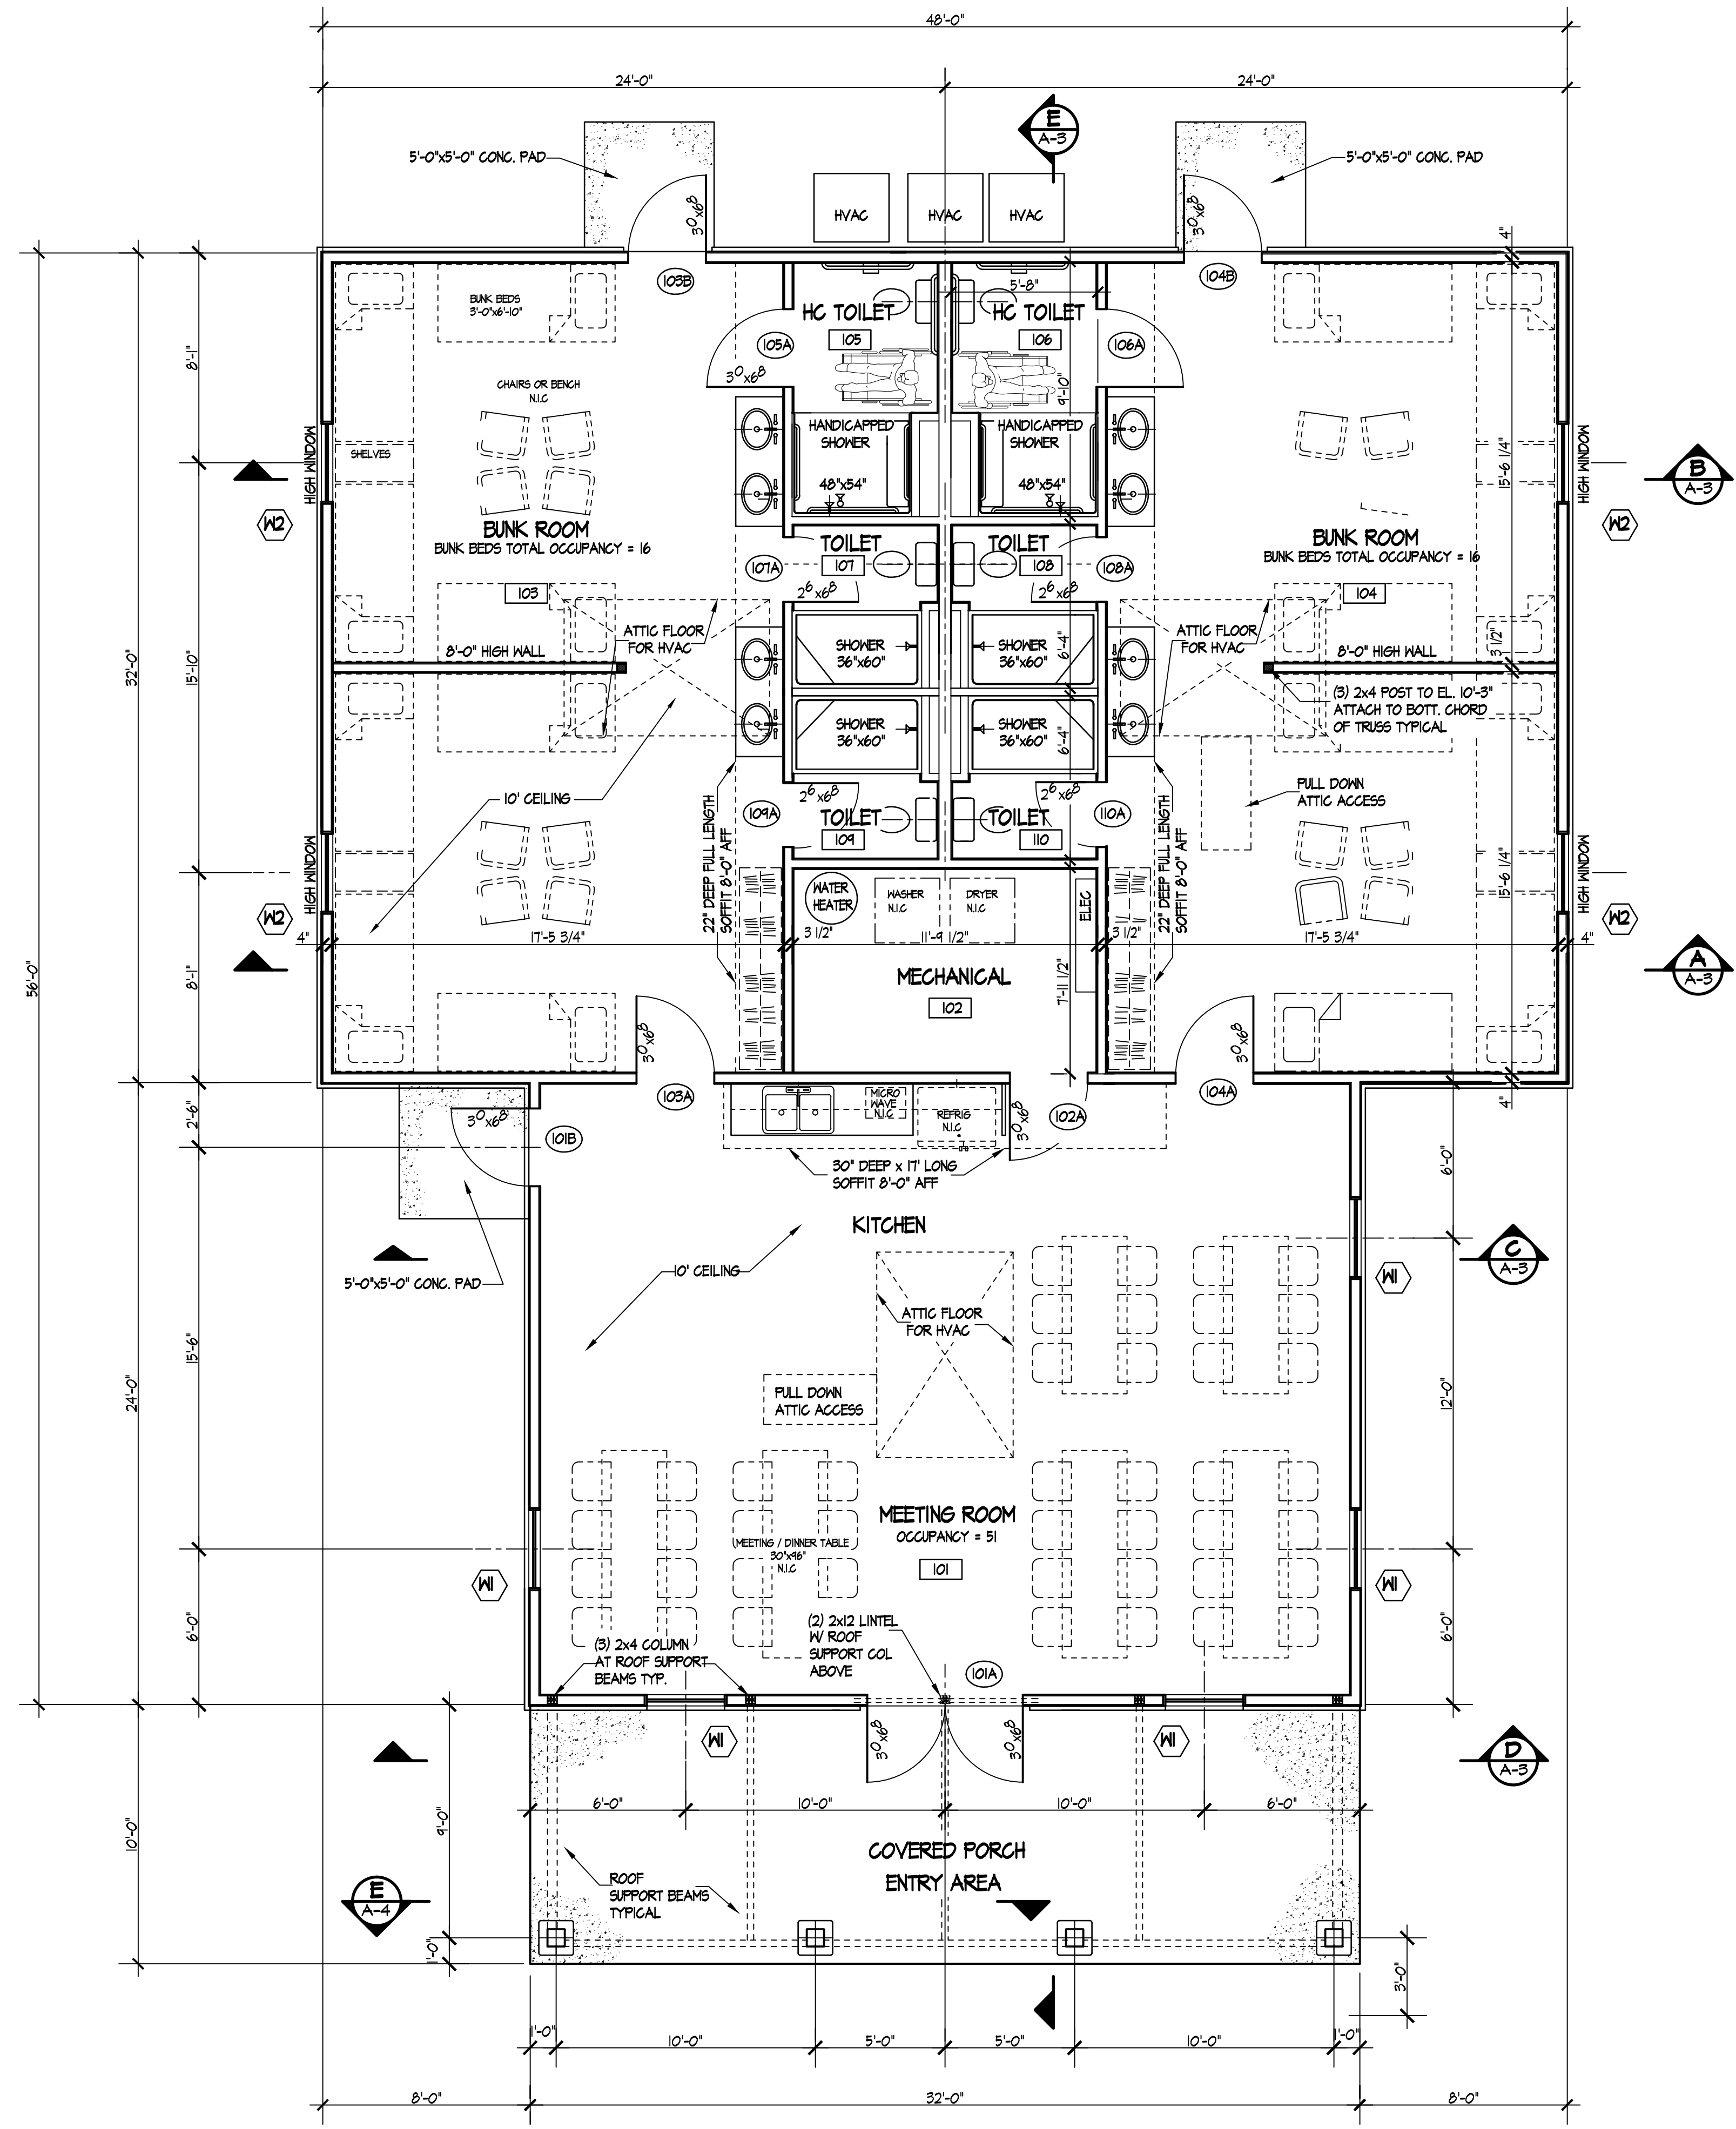 48'-0"
24'-0"
24'-0"
E
A-3
5'-0"x5'-0" CONC. PAD
5'-0"x5'-0" CONC. PAD
HVAC
HVAC
HVAC
30x68
30x68
4"
103B
104B
BUNK BEDS
3'-0"x6'-10"
5'-8"
HC TOILET
105
HC TOILET
106
105A
106A
8'-1"
30x68
9'-10"
CHAIRS OR BENCH
N.I.C
HANDICAPPED
SHOWER
HANDICAPPED
SHOWER
SHELVES
HIGH WINDOW
HIGH WINDOW
B
A-3
48"x54"
48"x54"
15'-6 1/4"
W2
W2
BUNK ROOM
BUNK BEDS TOTAL OCCUPANCY = 16
103
BUNK ROOM
BUNK BEDS TOTAL OCCUPANCY = 16
104
TOILET
107
TOILET
108
107A
108A
26x68
26x68
ATTIC FLOOR
FOR HVAC
ATTIC FLOOR
FOR HVAC
8'-0" HIGH WALL
8'-0" HIGH WALL
3 1/2"
SHOWER
36"x60"
SHOWER
36"x60"
6'-4"
32'-0"
15'-10"
(3) 2x4 POST TO EL. 10'-3"
ATTACH TO BOTT. CHORD
OF TRUSS TYPICAL
SHOWER
36"x60"
SHOWER
36"x60"
6'-4"
10' CEILING
PULL DOWN
ATTIC ACCESS
26x68
26x68
109A
110A
TOILET
109
TOILET
110
22" DEEP FULL LENGTH
SOFFIT 8'-0" AFF
22" DEEP FULL LENGTH
SOFFIT 8'-0" AFF
HIGH WINDOW
HIGH WINDOW
15'-6 1/4"
WATER
HEATER
WASHER
N.I.C
DRYER
N.I.C
ELEC
W2
W2
4"
17'-5 3/4"
3 1/2"
11'-9 1/2"
3 1/2"
17'-5 3/4"
4"
56'-0"
8'-1"
A
A-3
MECHANICAL
102
7'-11 1/2"
30x68
30x68
103A
104A
4"
2'-6"
30x68
101B
MICRO
WAVE
N.I.C
REFRIG
N.I.C
30x68
102A
30" DEEP x 17' LONG
SOFFIT 8'-0" AFF
6'-0"
KITCHEN
C
A-3
5'-0"x5'-0" CONC. PAD
10' CEILING
W1
ATTIC FLOOR
FOR HVAC
15'-6"
24'-0"
12'-0"
PULL DOWN
ATTIC ACCESS
MEETING ROOM
OCCUPANCY = 51
101
MEETING / DINNER TABLE
30"x96"
N.I.C
W1
W1
6'-0"
6'-0"
(3) 2x4 COLUMN
AT ROOF SUPPORT
BEAMS TYP.
(2) 2x12 LINTEL
W/ ROOF
SUPPORT COL
ABOVE
101A
W1
W1
30x68
30x68
D
A-3
6'-0"
10'-0"
10'-0"
6'-0"
9'-0"
10'-0"
COVERED PORCH
ENTRY AREA
ROOF
SUPPORT BEAMS
TYPICAL
E
A-4
1'-0"
3'-0"
1'-0"
10'-0"
5'-0"
5'-0"
10'-0"
1'-0"
8'-0"
32'-0"
8'-0"